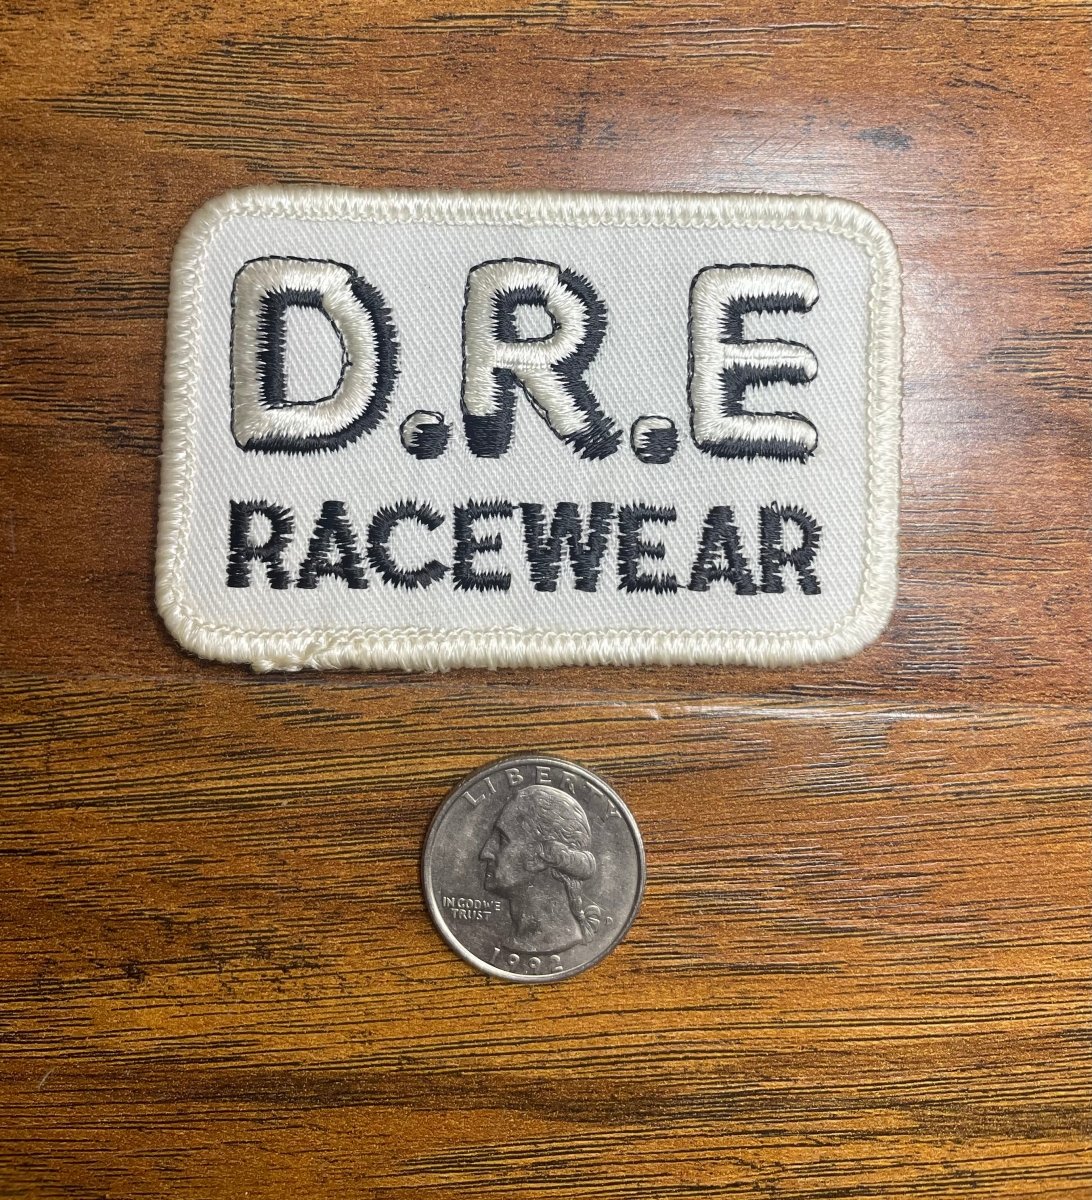 D.R.E
RACEWEAR
LIBERTY
IN GOD WE
TRUST
P
1992